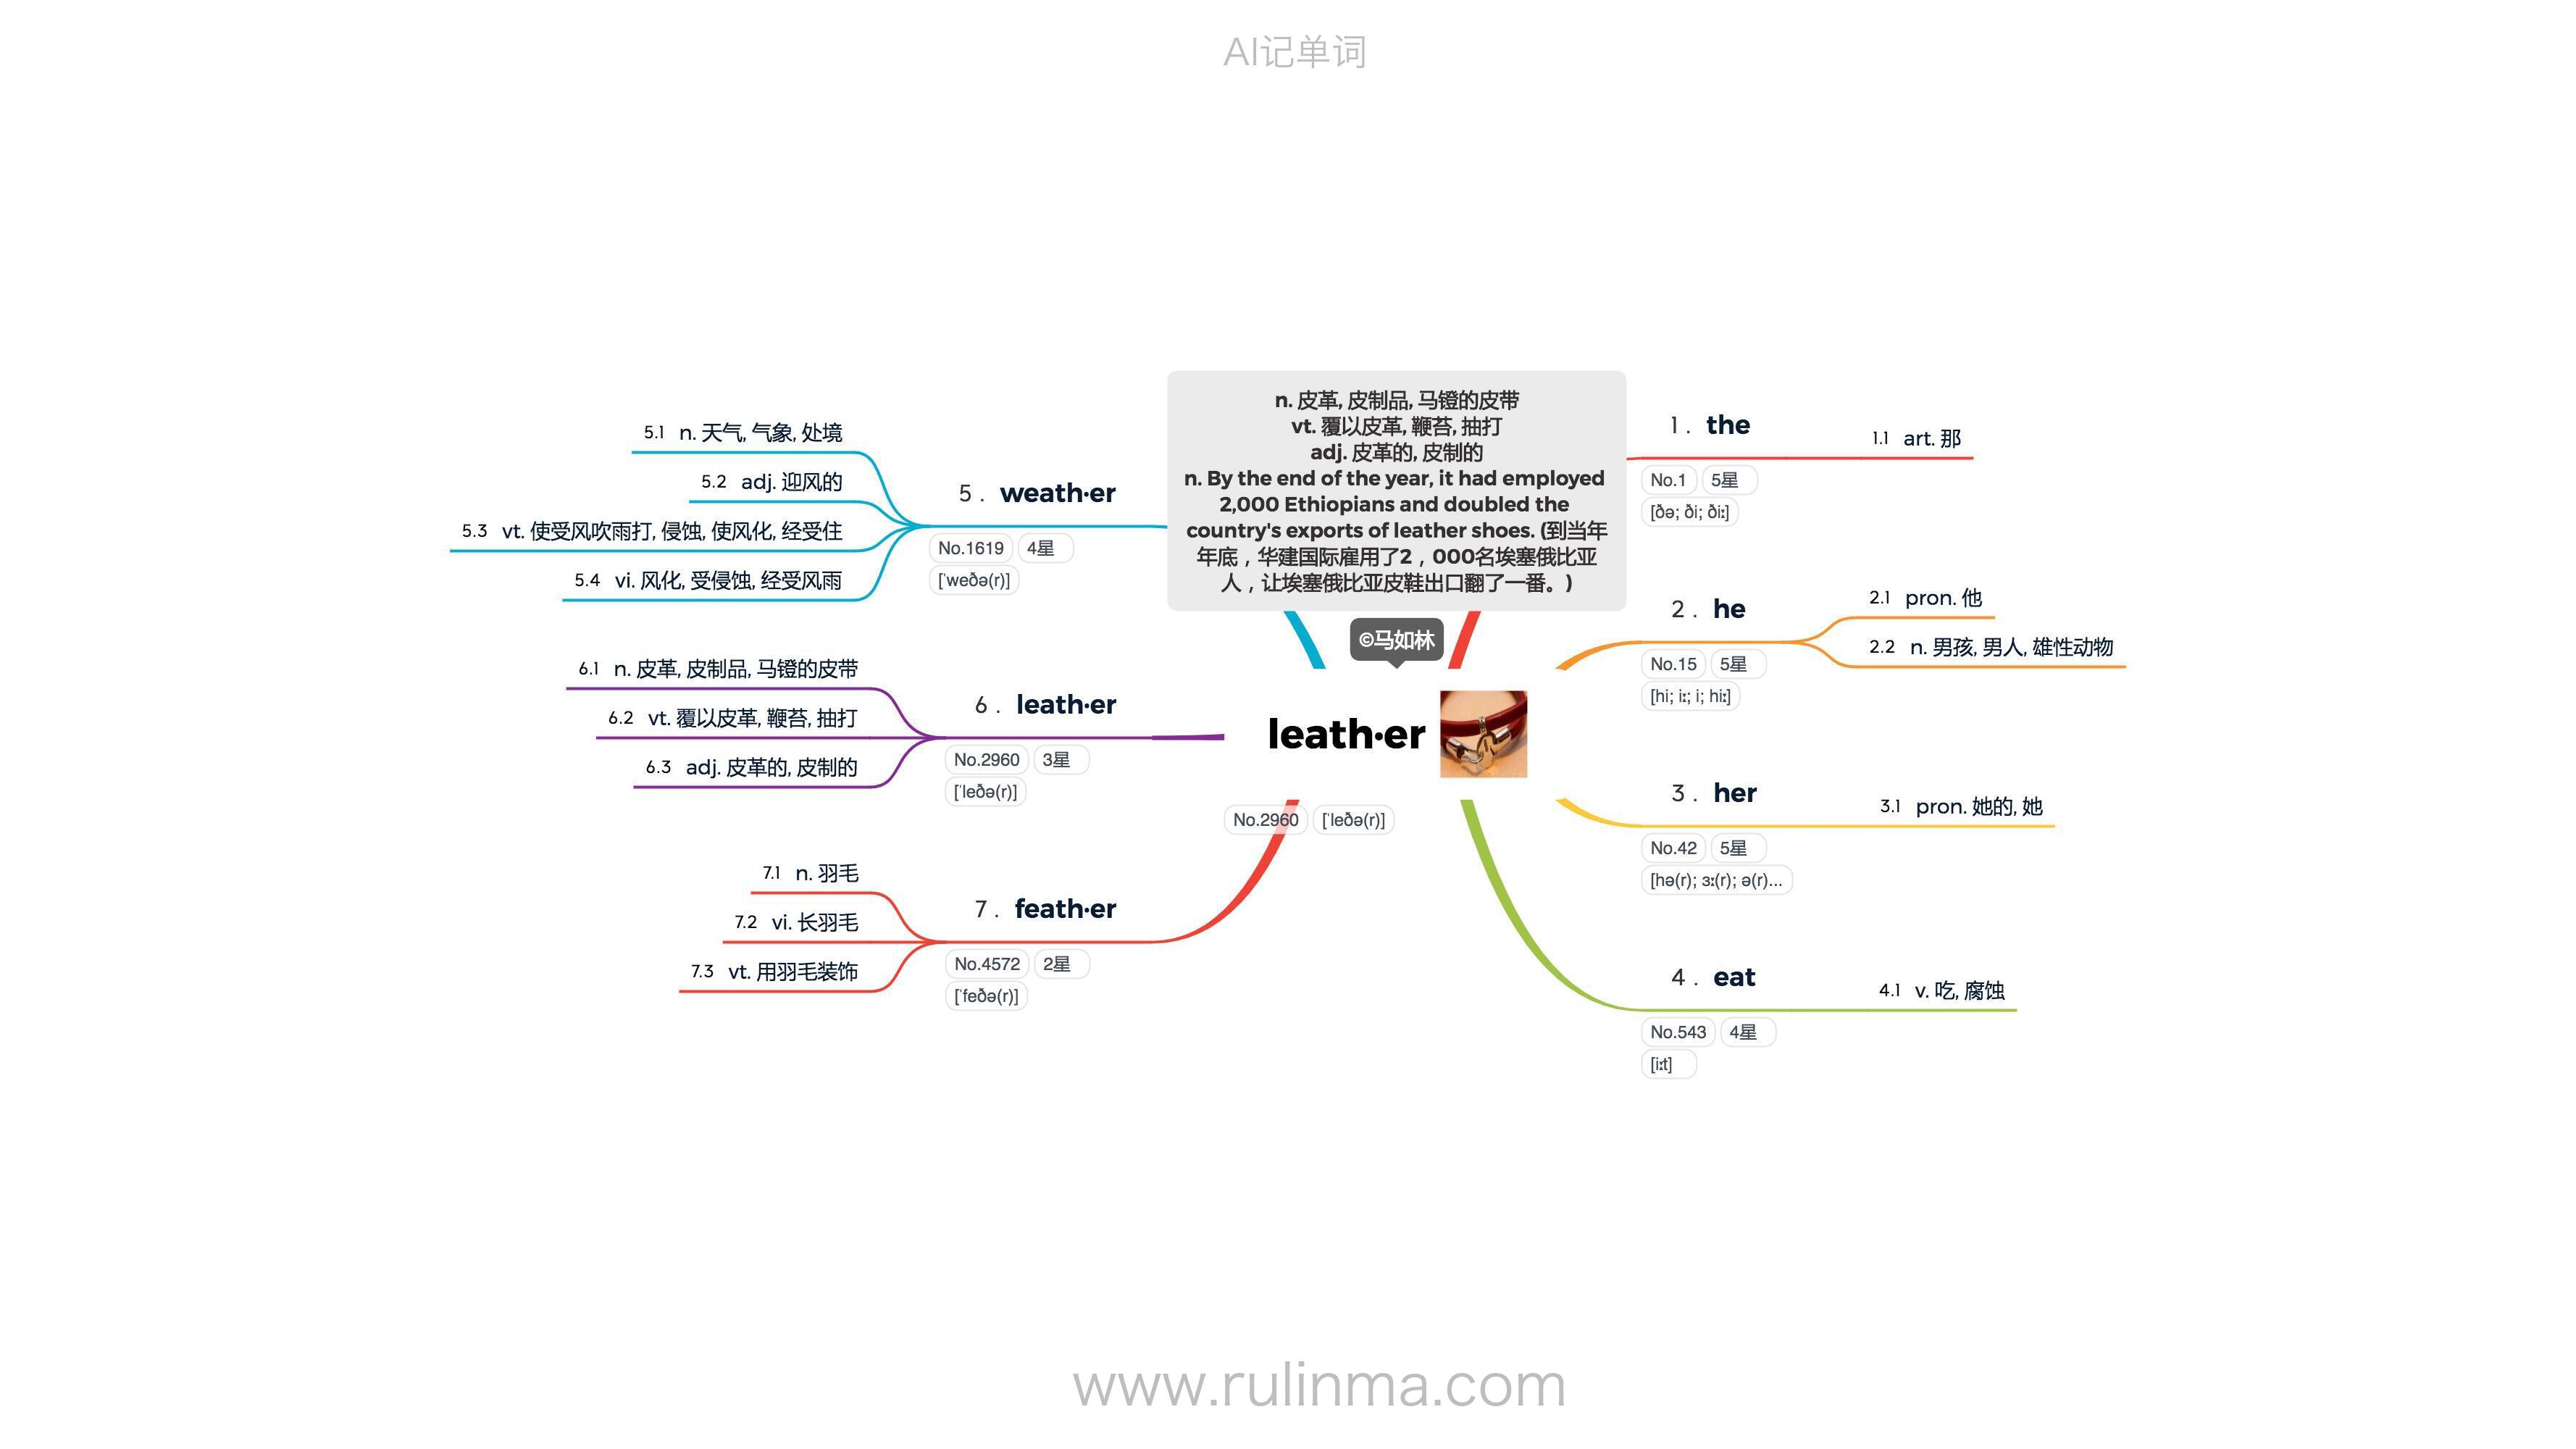 AI记单词
n. 皮革, 皮制品, 马镫的皮带
vt. 覆以皮革, 鞭苔, 抽打
adj. 皮革的, 皮制的
n. By the end of the year, it had employed
2,000 Ethiopians and doubled the
country's exports of leather shoes. (到当年
年底，华建国际雇用了2，000名埃塞俄比亚
人，让埃塞俄比亚皮鞋出口翻了一番。)
©马如林
leath·er
No.2960 [ˈleðə(r)]
1. the
No.1 5星
[ðə; ði; ðiː]
1.1 art. 那
2. he
No.15 5星
[hi; iː; i; hiː]
2.1 pron. 他
2.2 n. 男孩, 男人, 雄性动物
3. her
No.42 5星
[hə(r); ɜː(r); ə(r)...
3.1 pron. 她的, 她
4. eat
No.543 4星
[iːt]
4.1 v. 吃, 腐蚀
5. weath·er
No.1619 4星
[ˈweðə(r)]
5.1 n. 天气, 气象, 处境
5.2 adj. 迎风的
5.3 vt. 使受风吹雨打, 侵蚀, 使风化, 经受住
5.4 vi. 风化, 受侵蚀, 经受风雨
6. leath·er
No.2960 3星
[ˈleðə(r)]
6.1 n. 皮革, 皮制品, 马镫的皮带
6.2 vt. 覆以皮革, 鞭苔, 抽打
6.3 adj. 皮革的, 皮制的
7. feath·er
No.4572 2星
[ˈfeðə(r)]
7.1 n. 羽毛
7.2 vi. 长羽毛
7.3 vt. 用羽毛装饰
www.rulinma.com